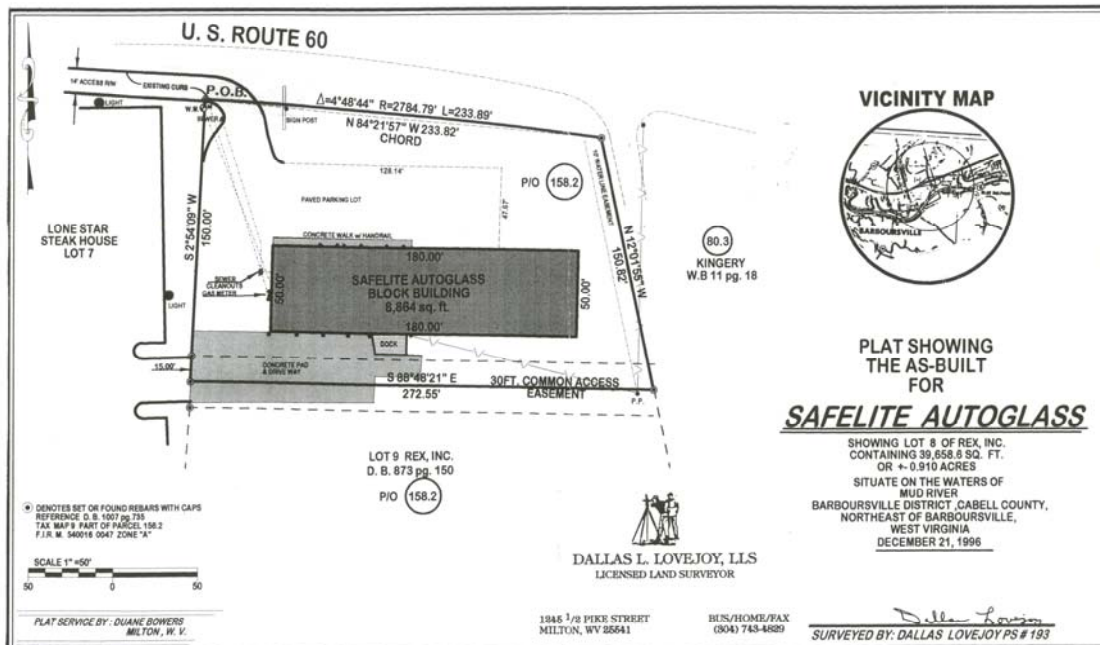 U. S. ROUTE 60
14' ACCESS R/W
EXISTING CURB
LIGHT
P.O.B.
W.M.
SEWER
SIGN POST
Δ=4°48'44" R=2784.79' L=233.89'
N 84°21'57" W 233.82'
CHORD
128.14'
P/O 158.2
10' WATER LINE EASEMENT
47.67'
PAVED PARKING LOT
S 2°54'09" W
150.00'
N 12°01'55" W
150.82'
LONE STAR
STEAK HOUSE
LOT 7
80.3
KINGERY
W.B 11 pg. 18
CONCRETE WALK w/ HANDRAIL
180.00'
SEWER
CLEANOUTS
GAS METER
50.00'
SAFELITE AUTOGLASS
BLOCK BUILDING
8,864 sq. ft.
50.00'
LIGHT
180.00'
DOCK
15.00'
CONCRETE PAD
& DRIVE WAY
S 88°48'21" E
272.55'
30FT. COMMON ACCESS
EASEMENT
P.P.
LOT 9 REX, INC.
D. B. 873 pg. 150
P/O 158.2
VICINITY MAP
BARBOURSVILLE
PLAT SHOWING
THE AS-BUILT
FOR
SAFELITE AUTOGLASS
SHOWING LOT 8 OF REX, INC.
CONTAINING 39,658.6 SQ. FT.
OR +- 0.910 ACRES
SITUATE ON THE WATERS OF
MUD RIVER
BARBOURSVILLE DISTRICT ,CABELL COUNTY,
NORTHEAST OF BARBOURSVILLE,
WEST VIRGINIA
DECEMBER 21, 1996
DENOTES SET OR FOUND REBARS WITH CAPS
REFERENCE D. B. 1007 pg.735
TAX MAP 9 PART OF PARCEL 158.2
F.I.R. M. 540016 0047 ZONE "A"
SCALE 1" =50'
50 0 50
DALLAS L. LOVEJOY, LLS
LICENSED LAND SURVEYOR
PLAT SERVICE BY : DUANE BOWERS
MILTON , W. V.
1245 1/2 PIKE STREET
MILTON, WV 25541
BUS/HOME/FAX
(304) 743-4829
Dallas Lovejoy
SURVEYED BY: DALLAS LOVEJOY PS # 193